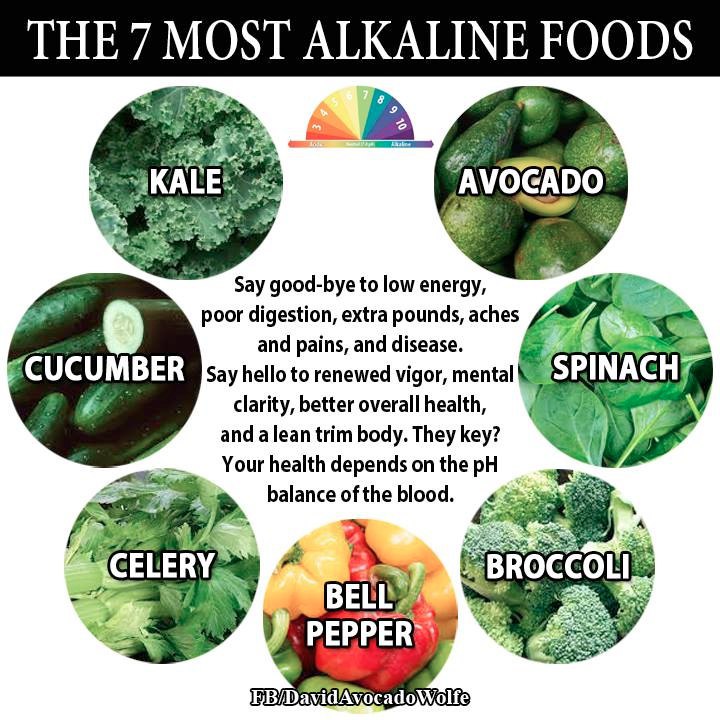 THE 7 MOST ALKALINE FOODS
3 4 5 6 7 8 9 10
Acidic Neutral Alkaline
KALE
AVOCADO
Say good-bye to low energy,
poor digestion, extra pounds, aches
and pains, and disease.
Say hello to renewed vigor, mental
clarity, better overall health,
and a lean trim body. They key?
Your health depends on the pH
balance of the blood.
CUCUMBER
SPINACH
CELERY
BROCCOLI
BELL
PEPPER
FB/DavidAvocadoWolfe